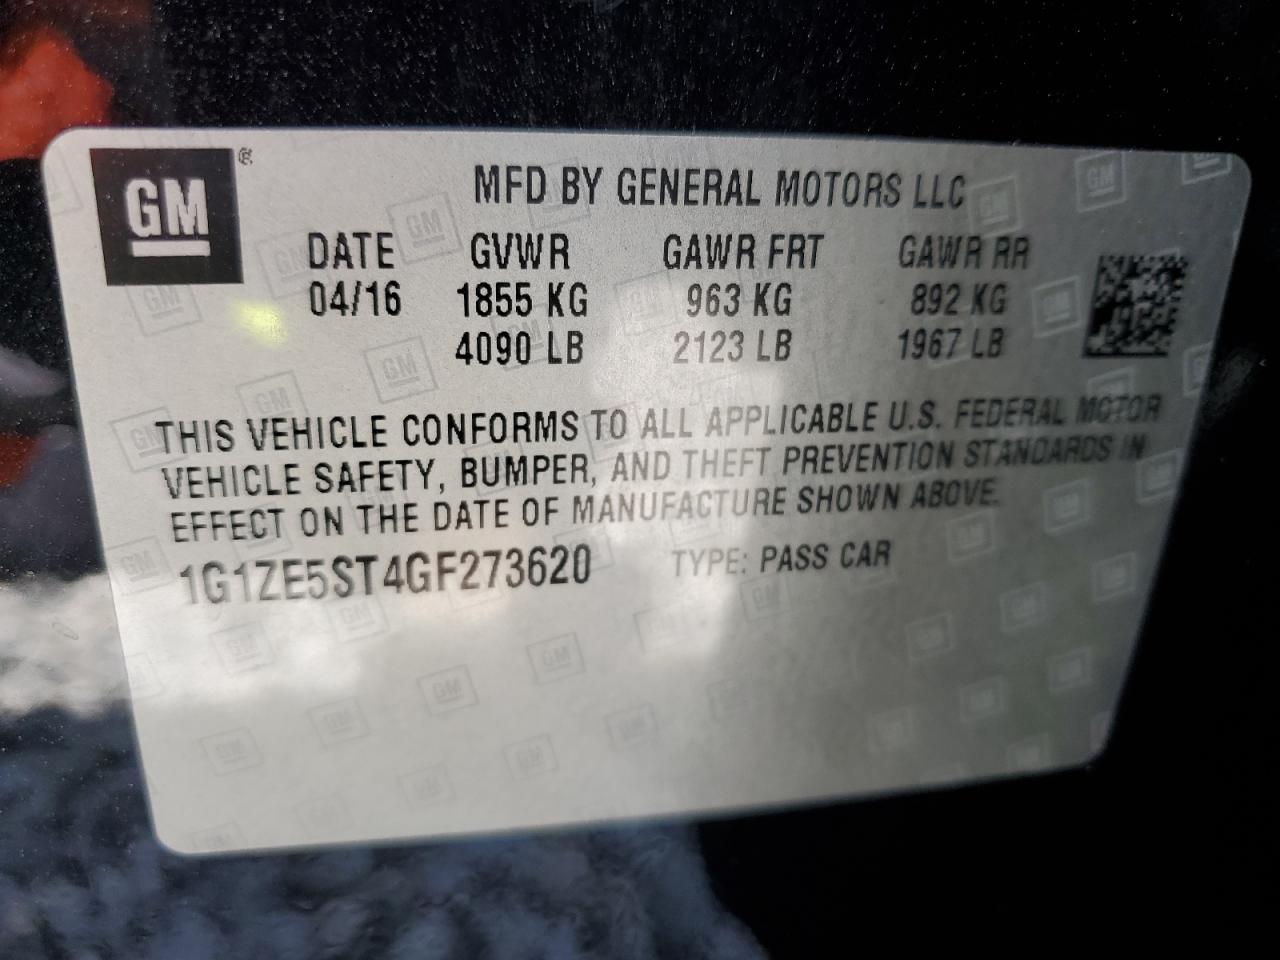 GM ®
MFD BY GENERAL MOTORS LLC
DATE GVWR GAWR FRT GAWR RR
04/16 1855 KG 963 KG 892 KG
4090 LB 2123 LB 1967 LB
THIS VEHICLE CONFORMS TO ALL APPLICABLE U.S. FEDERAL MOTOR
VEHICLE SAFETY, BUMPER, AND THEFT PREVENTION STANDARDS IN
EFFECT ON THE DATE OF MANUFACTURE SHOWN ABOVE.
1G1ZE5ST4GF273620 TYPE: PASS CAR